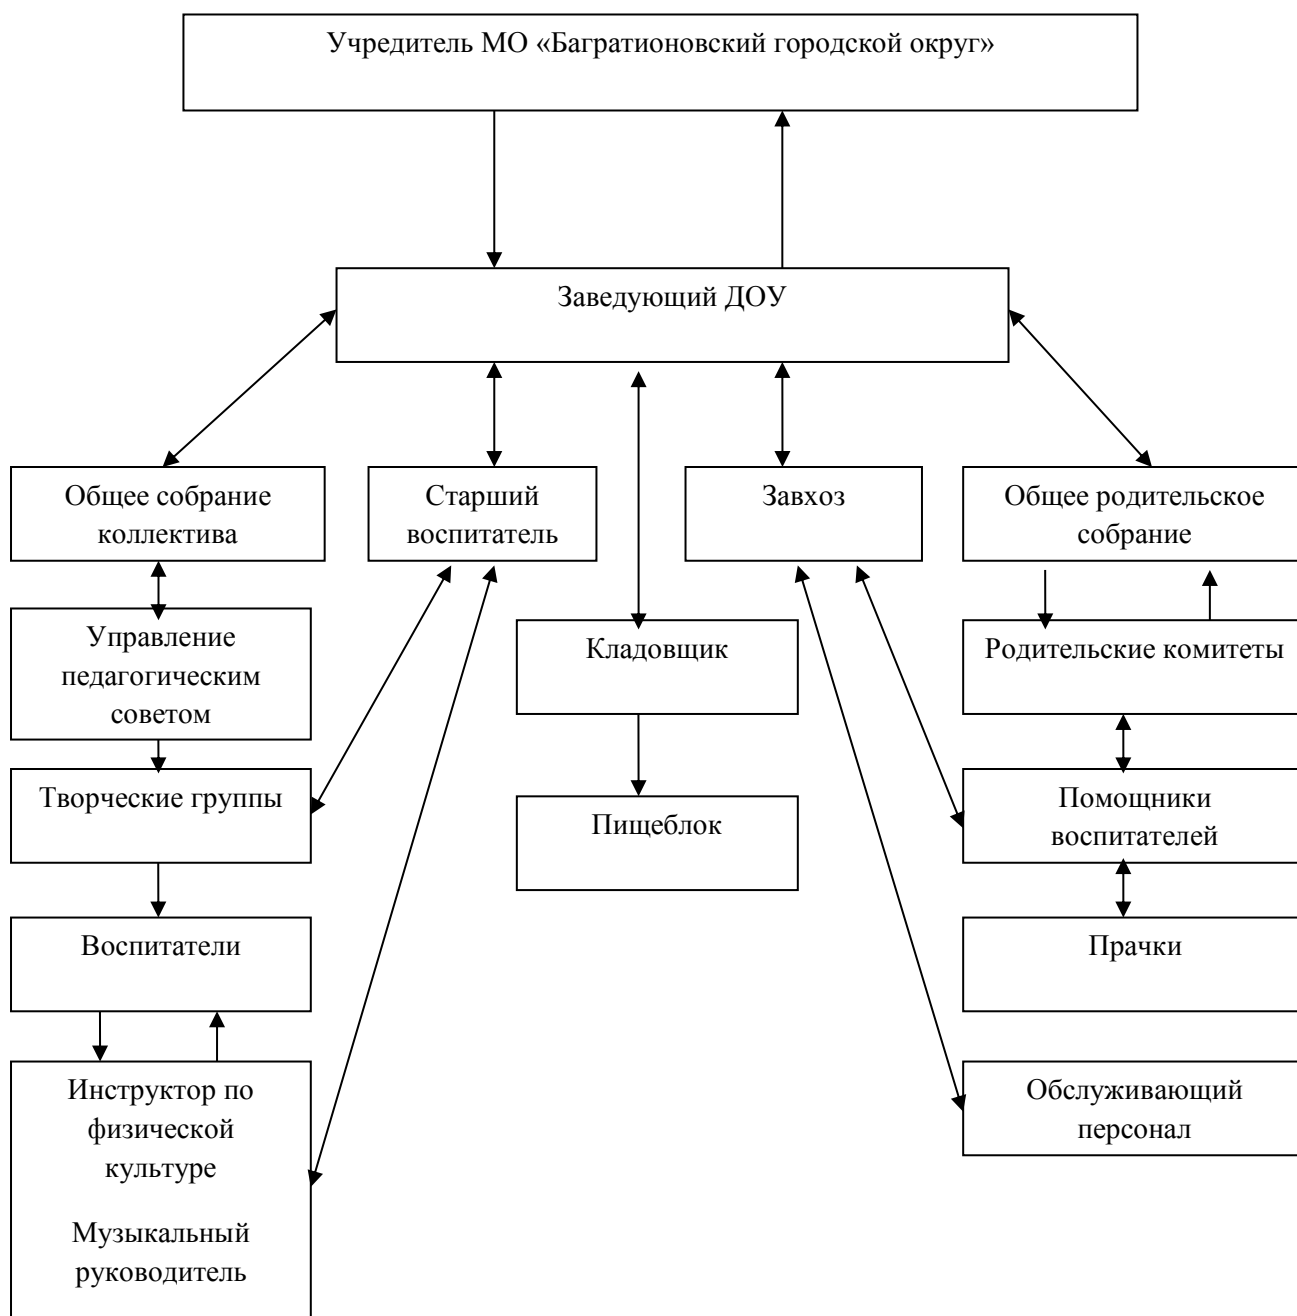 Учредитель МО «Багратионовский городской округ»
Заведующий ДОУ
Общее собрание
коллектива
Старший
воспитатель
Завхоз
Общее родительское
собрание
Управление
педагогическим
советом
Кладовщик
Родительские комитеты
Творческие группы
Пищеблок
Помощники
воспитателей
Воспитатели
Прачки
Инструктор по
физической
культуре
Музыкальный
руководитель
Обслуживающий
персонал